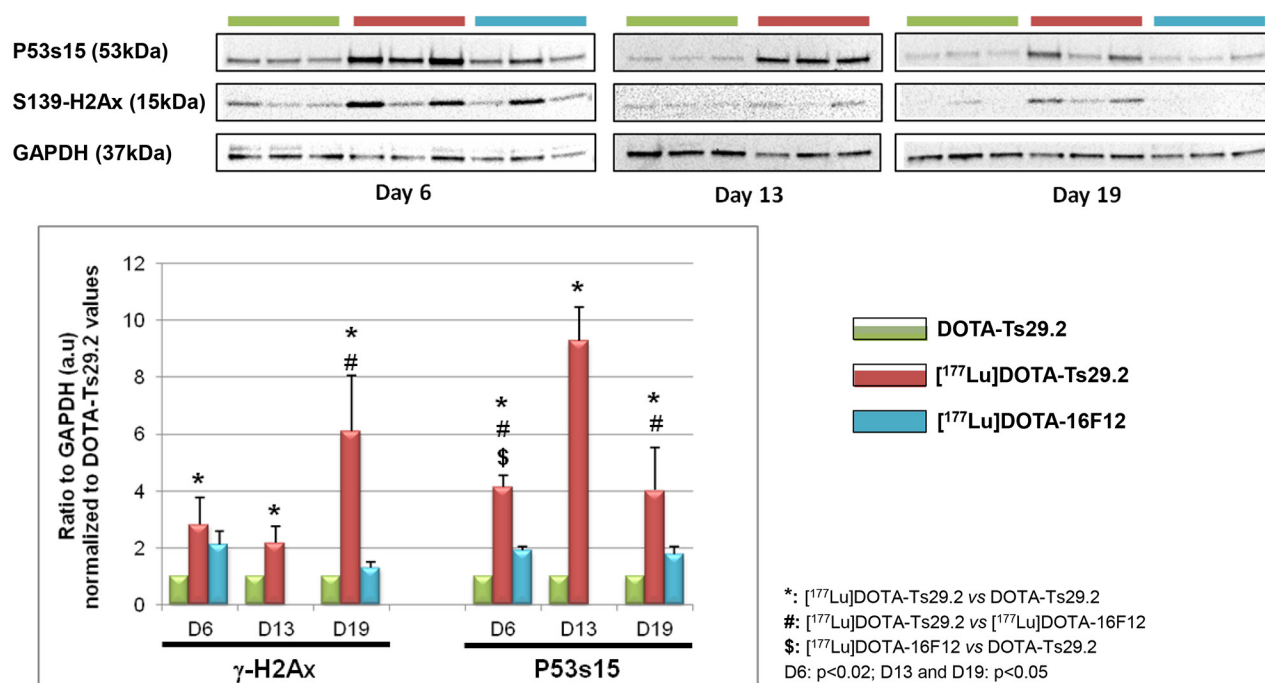 P53s15 (53kDa)
S139-H2Ax (15kDa)
GAPDH (37kDa)
Day 6
Day 13
Day 19
Ratio to GAPDH (a.u)
normalized to DOTA-Ts29.2 values
12
10
8
6
4
2
0
*
*
*
#
*
#
$
*
*
#
D6 D13 D19 D6 D13 D19
γ-H2Ax P53s15
DOTA-Ts29.2
[¹⁷⁷Lu]DOTA-Ts29.2
[¹⁷⁷Lu]DOTA-16F12
*: [¹⁷⁷Lu]DOTA-Ts29.2 vs DOTA-Ts29.2
#: [¹⁷⁷Lu]DOTA-Ts29.2 vs [¹⁷⁷Lu]DOTA-16F12
$: [¹⁷⁷Lu]DOTA-16F12 vs DOTA-Ts29.2
D6: p<0.02; D13 and D19: p<0.05